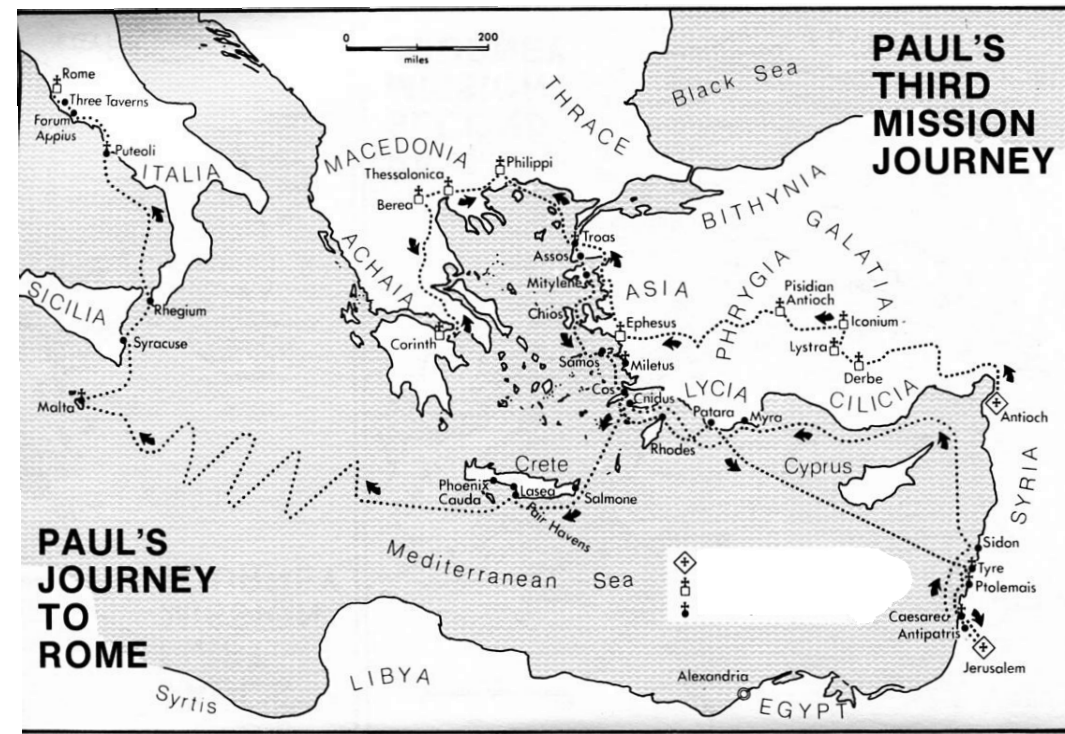 PAUL'S
THIRD
MISSION
JOURNEY
0 200
miles
Black Sea
THRACE
Rome
Three Taverns
Forum
Appius
Puteoli
ITALIA
MACEDONIA
Philippi
Thessalonica
Berea
BITHYNIA
GALATIA
Troas
Assos
ACHAIA
Mitylene
ASIA
PHRYGIA
Pisidian
Antioch
SICILIA
Rhegium
Chios
Ephesus
Iconium
Syracuse
Corinth
Lystra
Samos
Miletus
Derbe
Malta
Cos
Cnidus
LYCIA
CILICIA
Patara
Myra
Antioch
Rhodes
Crete
Cyprus
SYRIA
Phoenix
Cauda
Lasea
Salmone
Pair Havens
PAUL'S
JOURNEY
TO
ROME
Mediterranean Sea
Sidon
Tyre
Ptolemais
Caesarea
Antipatris
Jerusalem
Alexandria
LIBYA
Syrtis
EGYPT